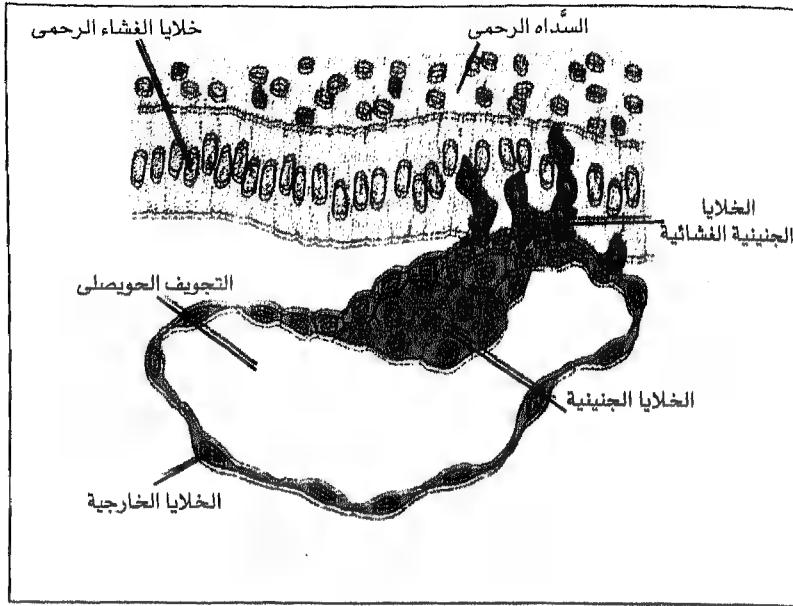 السَّداه الرحمى
خلايا الغشاء الرحمى
الخلايا
الجنينية الغشائية
التجويف الحويصلى
الخلايا الجنينية
الخلايا الخارجية